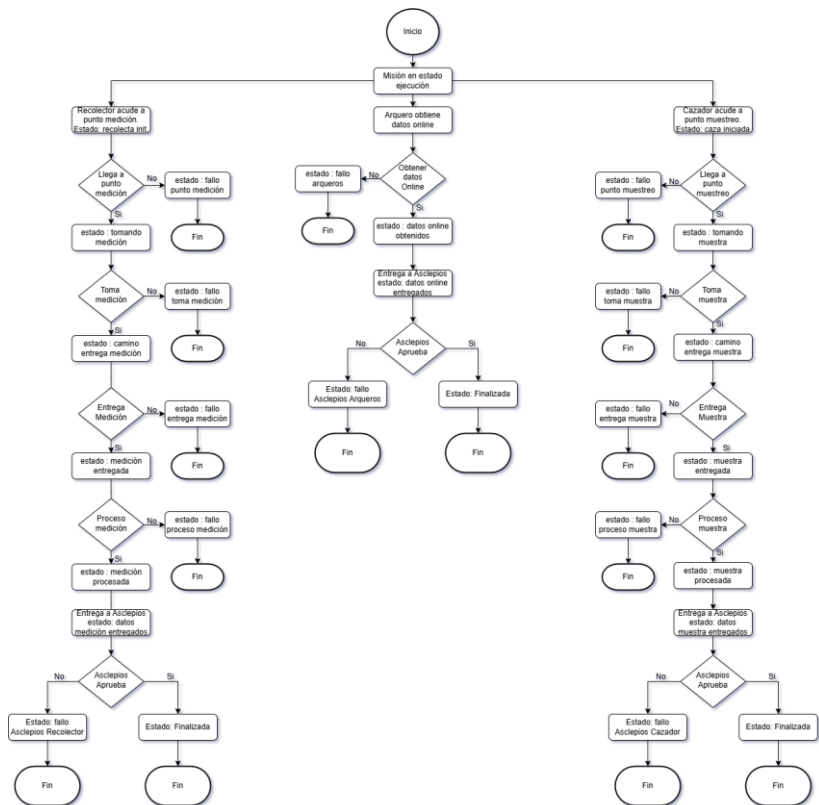 Inicio
Misión en estado
ejecución
Recolector acude a
punto medición.
Estado: recolecta init.
Llega a
punto
medición
No
estado : fallo
punto medición
Fin
Si
estado : tomando
medición
Toma
medición
No
estado : fallo
toma medición
Fin
Si
estado : camino
entrega medición
Entrega
Medición
No
estado : fallo
entrega medición
Fin
Si
estado : medición
entregada
Proceso
medición
No
estado : fallo
proceso medición
Fin
Si
estado : medición
procesada
Entrega a Asclepios
estado: datos
medición entregados
Asclepios
Aprueba
No
Si
Estado: fallo
Asclepios Recolector
Estado: Finalizada
Fin
Fin
Arquero obtiene
datos online
Obtener
datos
Online
No
estado : fallo
arqueros
Fin
Si
estado : datos online
obtenidos
Entrega a Asclepios
estado: datos online
entregados
Asclepios
Aprueba
No
Si
Estado: fallo
Asclepios Arqueros
Estado: Finalizada
Fin
Fin
Cazador acude a
punto muestreo.
Estado: caza iniciada
Llega a
punto
muestreo
No
estado : fallo
punto muestreo
Fin
Si
estado : tomando
muestra
Toma
muestra
No
estado : fallo
toma muestra
Fin
Si
estado : camino
entrega muestra
Entrega
Muestra
No
estado : fallo
entrega muestra
Fin
Si
estado : muestra
entregada
Proceso
muestra
No
estado : fallo
proceso muestra
Fin
Si
estado : muestra
procesada
Entrega a Asclepios
estado: datos
muestra entregados
Asclepios
Aprueba
No
Si
Estado: fallo
Asclepios Cazador
Estado: Finalizada
Fin
Fin